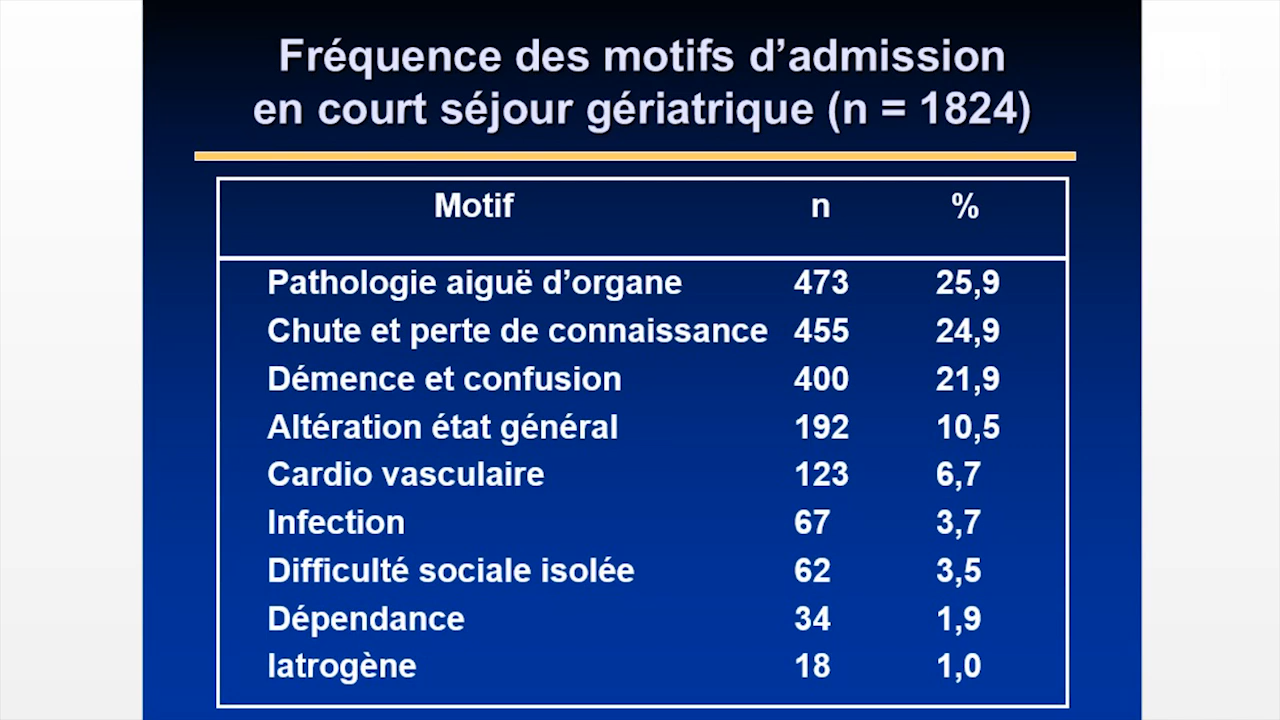 Fréquence des motifs d’admission
en court séjour gériatrique (n = 1824)
Motif n %
Pathologie aiguë d’organe 473 25,9
Chute et perte de connaissance 455 24,9
Démence et confusion 400 21,9
Altération état général 192 10,5
Cardio vasculaire 123 6,7
Infection 67 3,7
Difficulté sociale isolée 62 3,5
Dépendance 34 1,9
Iatrogène 18 1,0